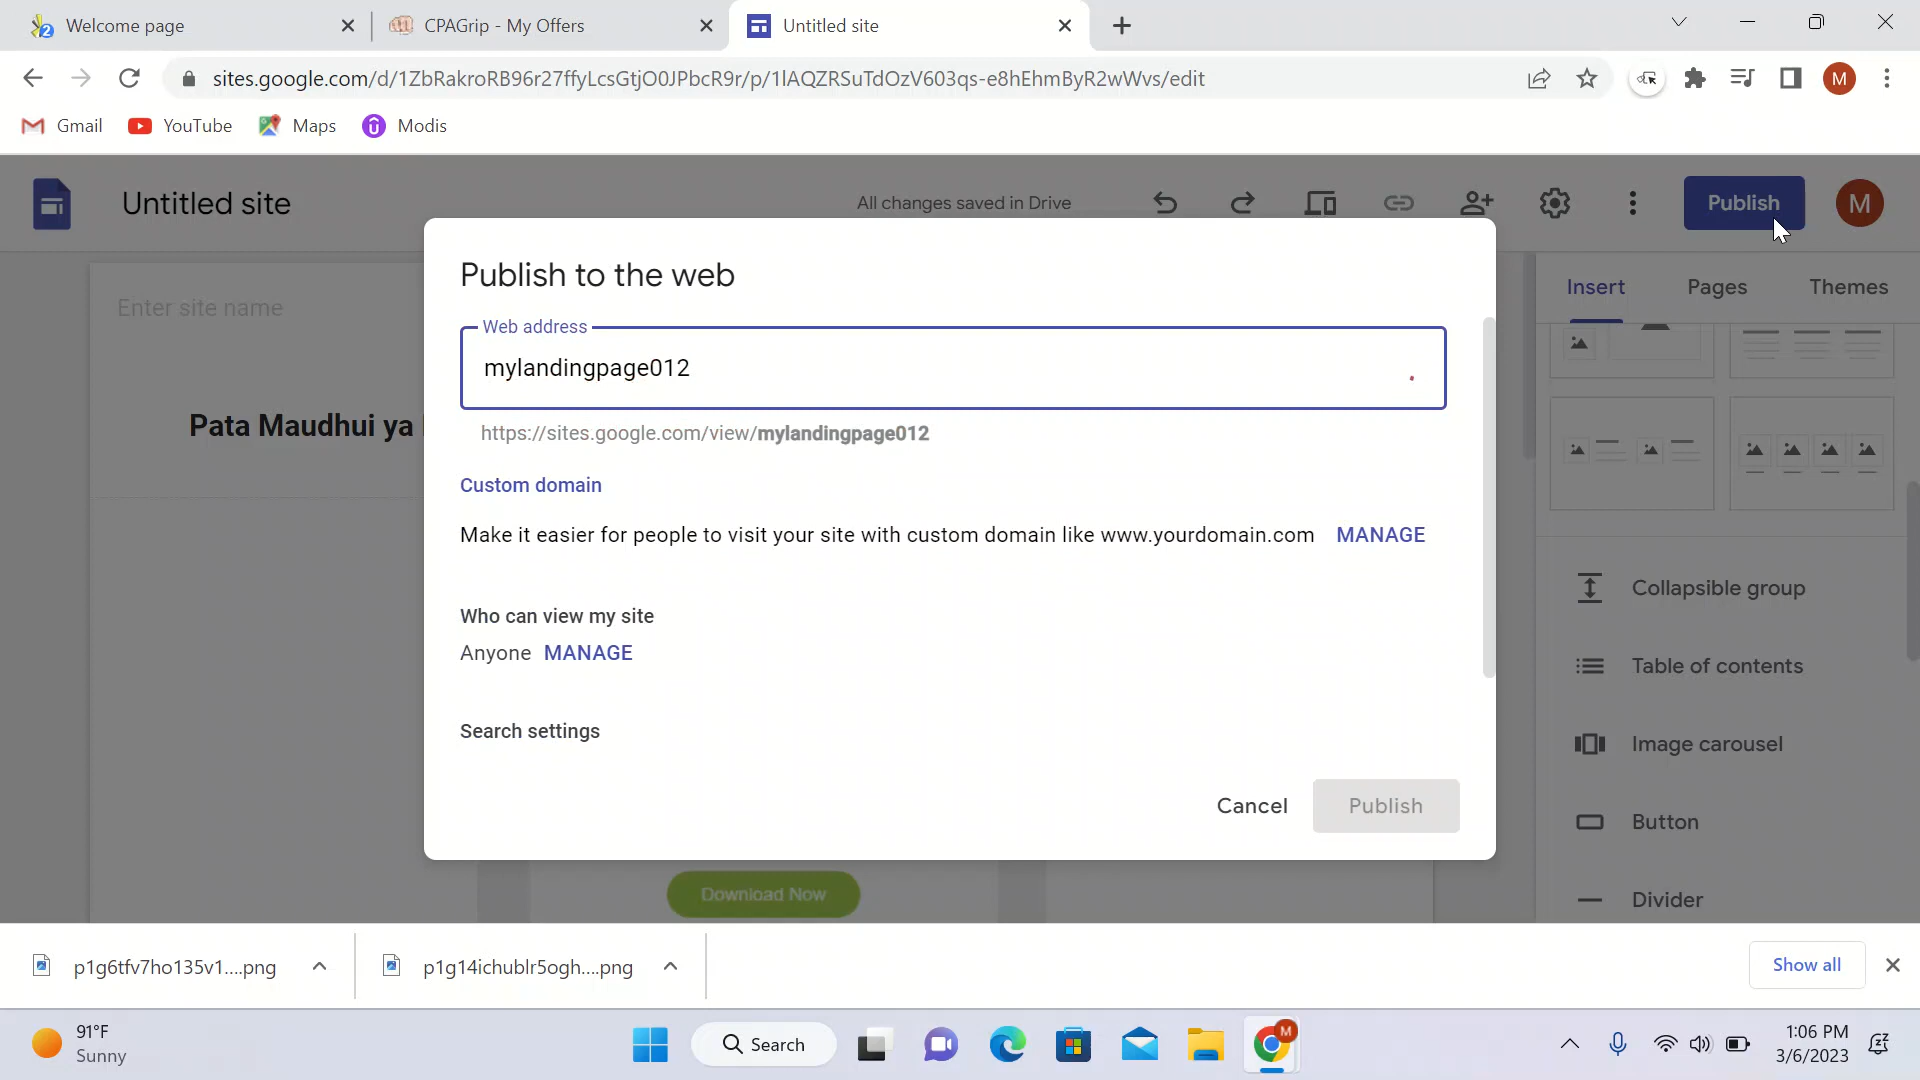 Welcome page
CPAGrip - My Offers
Untitled site
sites.google.com/d/1ZbRakroRB96r27ffyLcsGtjO0JPbcR9r/p/1lAQZRSuTdOzV603qs-e8hEhmByR2wWvs/edit
M
Gmail
YouTube
Maps
Modis
Untitled site
All changes saved in Drive
Publish
M
Enter site name
Pata Maudhui ya
Insert
Pages
Themes
Publish to the web
Web address
mylandingpage012
https://sites.google.com/view/mylandingpage012
Custom domain
Make it easier for people to visit your site with custom domain like www.yourdomain.com MANAGE
Who can view my site
Anyone MANAGE
Search settings
Cancel
Publish
Collapsible group
Table of contents
Image carousel
Button
Divider
Download Now
p1g6tfv7ho135v1....png
p1g14ichublr5ogh....png
Show all
91°F
Sunny
Search
M
1:06 PM
3/6/2023